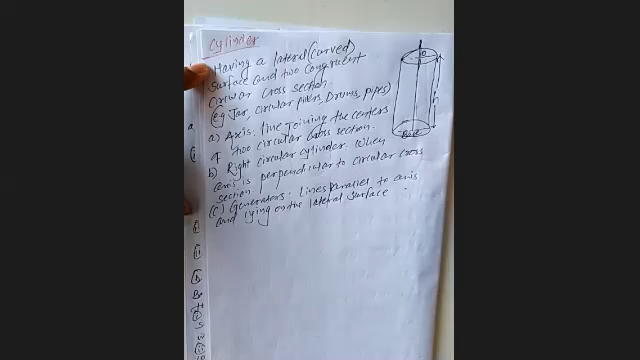 Cylinder
Having a lateral (curved)
surface and two congruent
circular cross section
(eg Jar, circular pillers, Drums, pipes)
a) Axis: line joining the centers
of two circular cross section.
b) Right circular cylinder: When
axis is perpendicular to circular cross
section
(c) Generators: lines parallel to axis
and lying on the lateral surface
O
h
Base